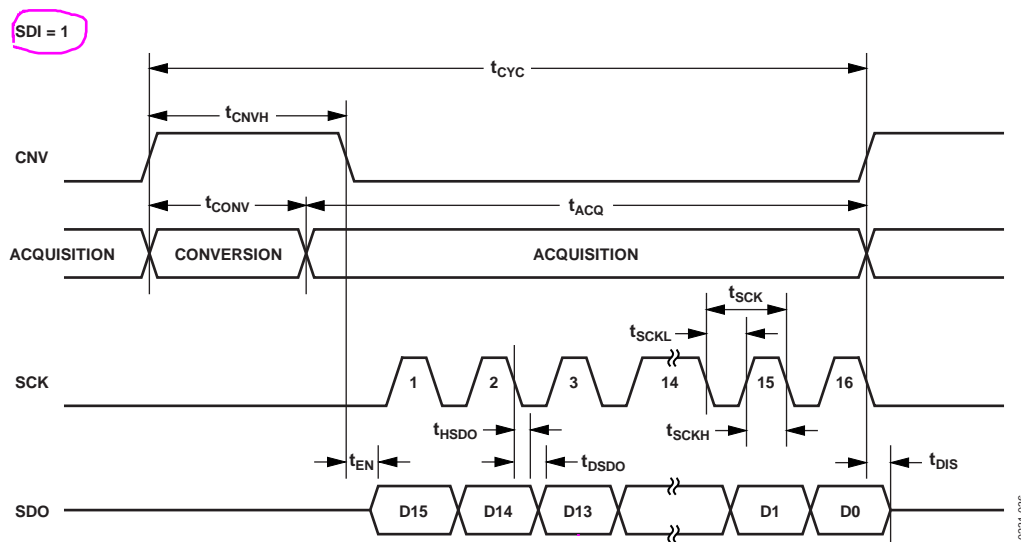 SDI = 1
tCYC
tCNVH
CNV
tCONV
tACQ
ACQUISITION
CONVERSION
ACQUISITION
tSCK
tSCKL
SCK
1
2
3
14
15
16
tHSDO
tSCKH
tEN
tDSDO
tDIS
SDO
D15
D14
D13
D1
D0